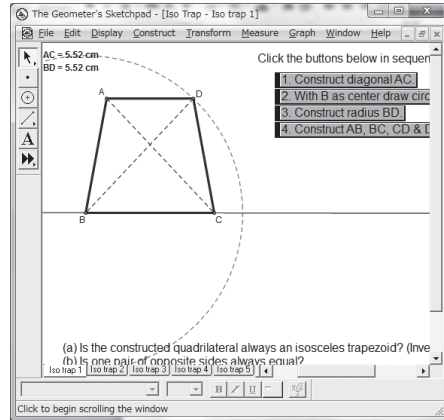 The Geometer's Sketchpad - [Iso Trap - Iso trap 1]
File Edit Display Construct Transform Measure Graph Window Help
AC = 5.52 cm
BD = 5.52 cm
Click the buttons below in sequen
1. Construct diagonal AC.
2. With B as center draw circ
3. Construct radius BD.
4. Construct AB, BC, CD & D
A
D
B
C
A
(a) Is the constructed quadrilateral always an isosceles trapezoid? (Inve
(b) Is one pair of opposite sides always equal?
Iso trap 1 Iso trap 2 Iso trap 3 Iso trap 4 Iso trap 5
B I U
Click to begin scrolling the window